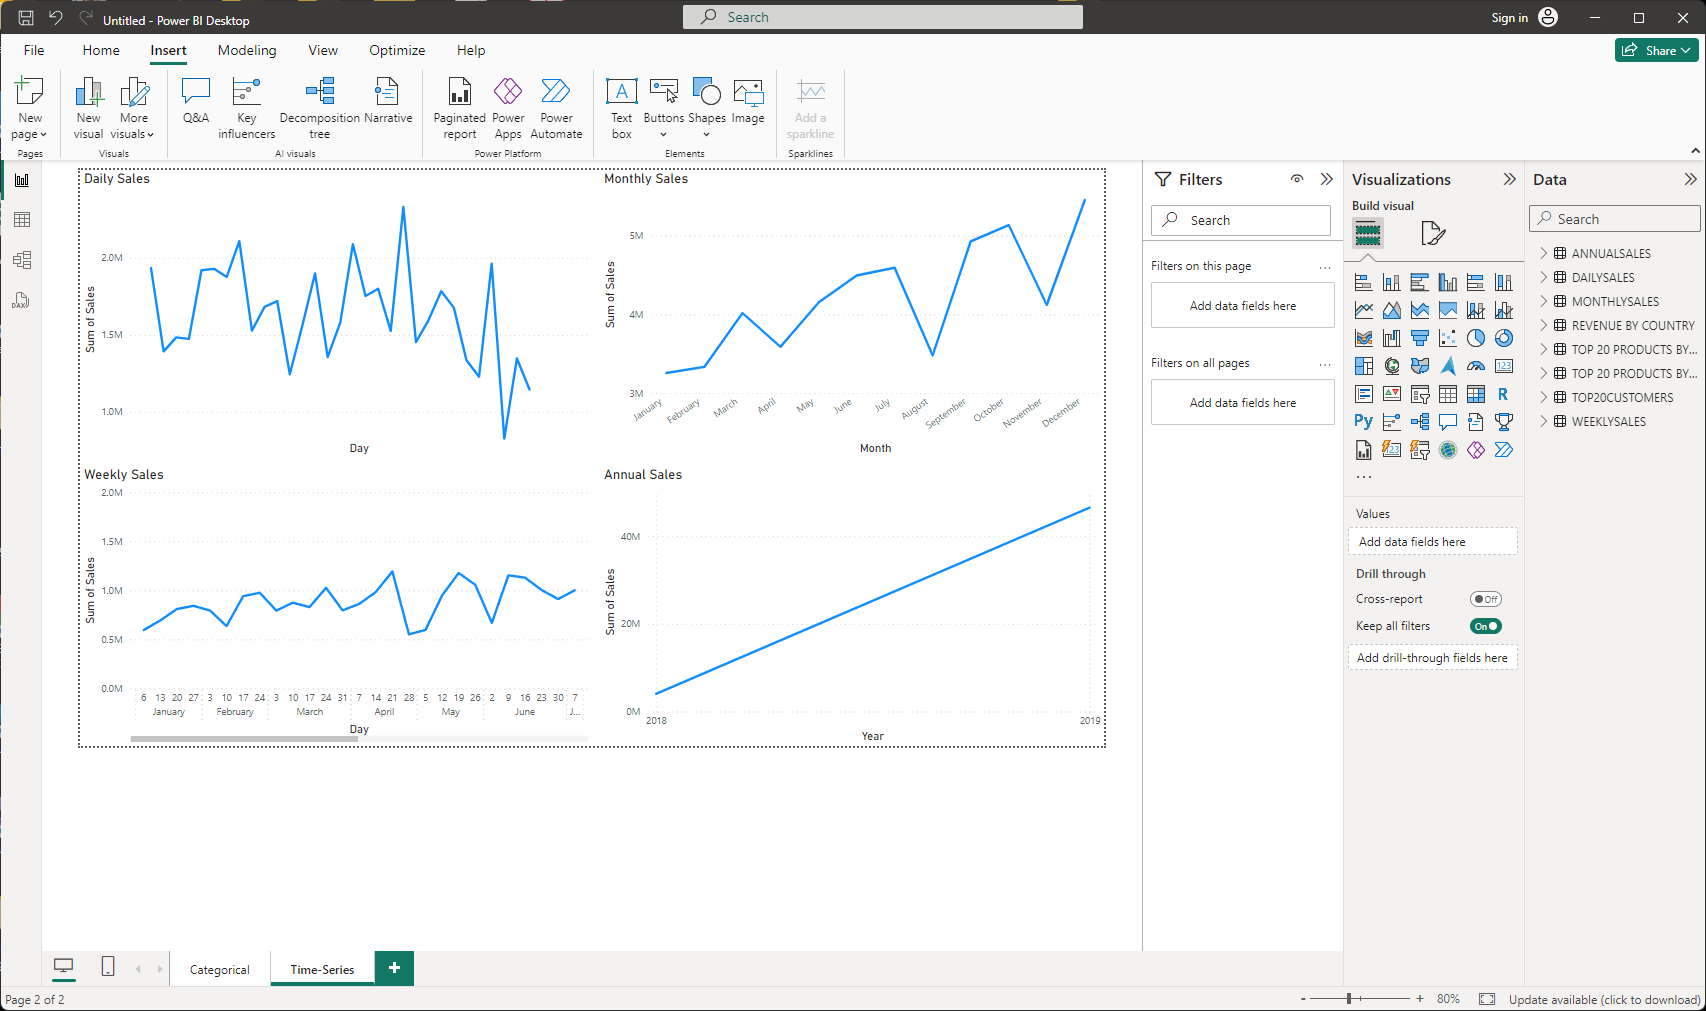 Untitled - Power BI Desktop
Search
Sign in
File Home Insert Modeling View Optimize Help
Share
New page
New visual
More visuals
Q&A
Key influencers
Decomposition tree
Narrative
Paginated report
Power Apps
Power Automate
Text box
Buttons
Shapes
Image
Add a sparkline
Pages
Visuals
AI visuals
Power Platform
Elements
Sparklines
Daily Sales
Sum of Sales
2.0M
1.5M
1.0M
Day
Monthly Sales
Sum of Sales
5M
4M
3M
January February March April May June July August September October November December
Month
Weekly Sales
Sum of Sales
2.0M
1.5M
1.0M
0.5M
0.0M
6 13 20 27 3 10 17 24 3 10 17 24 31 7 14 21 28 5 12 19 26 2 9 16 23 30 7
January February March April May June J...
Day
Annual Sales
Sum of Sales
40M
20M
0M
2018 2019
Year
Filters
Search
Filters on this page ...
Add data fields here
Filters on all pages ...
Add data fields here
Visualizations
Build visual
123
R
Py
123
...
Values
Add data fields here
Drill through
Cross-report Off
Keep all filters On
Add drill-through fields here
Data
Search
ANNUALSALES
DAILYSALES
MONTHLYSALES
REVENUE BY COUNTRY
TOP 20 PRODUCTS BY...
TOP 20 PRODUCTS BY...
TOP20CUSTOMERS
WEEKLYSALES
DAX
Categorical
Time-Series
+
Page 2 of 2
- + 80%
Update available (click to download)